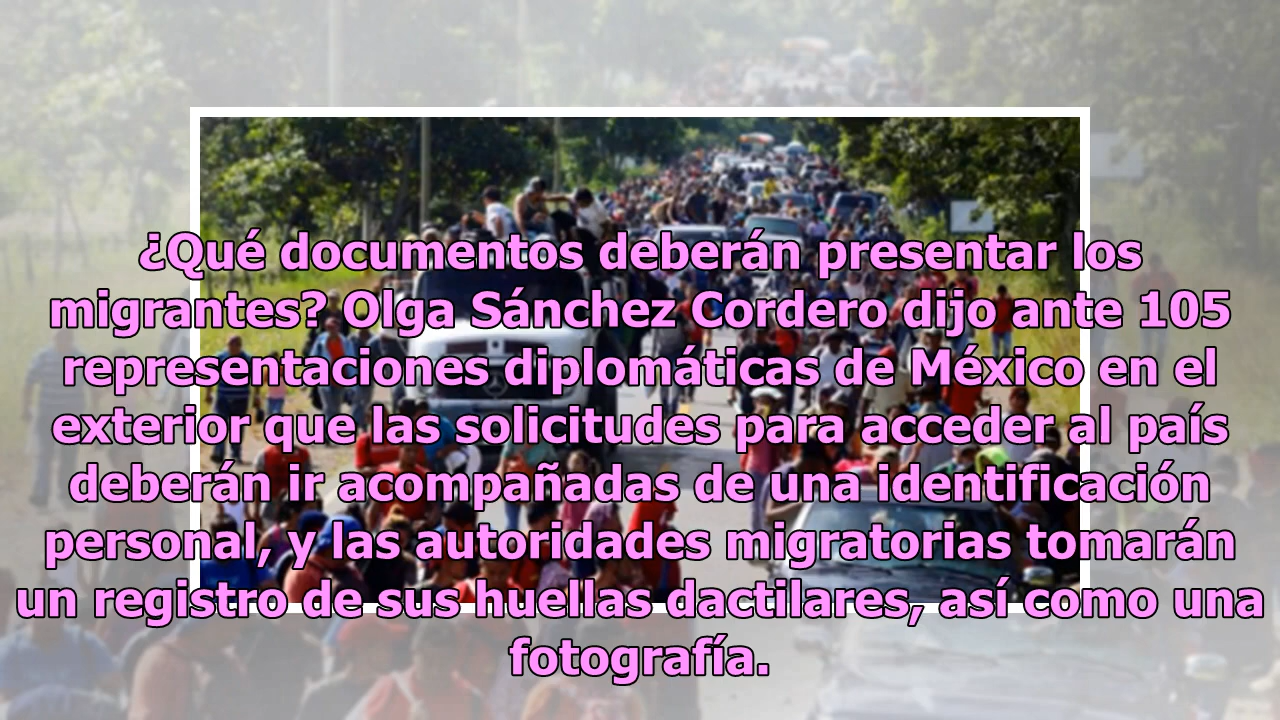 ¿Qué documentos deberán presentar los
migrantes? Olga Sánchez Cordero dijo ante 105
representaciones diplomáticas de México en el
exterior que las solicitudes para acceder al país
deberán ir acompañadas de una identificación
personal, y las autoridades migratorias tomarán
un registro de sus huellas dactilares, así como una
fotografía.